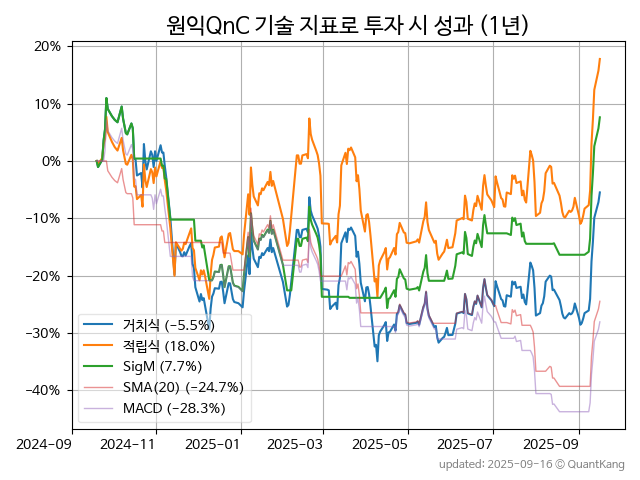 원익QnC 기술 지표로 투자 시 성과 (1년)
20%
10%
0%
−10%
−20%
−30%
−40%
거치식 (−5.5%)
적립식 (18.0%)
SigM (7.7%)
SMA(20) (−24.7%)
MACD (−28.3%)
2024-09
2024-11
2025-01
2025-03
2025-05
2025-07
2025-09
updated: 2025-09-16 © QuantKang